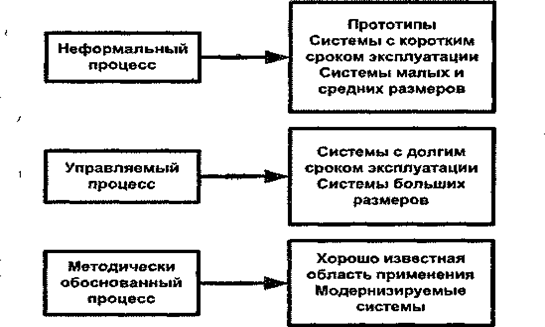 Неформальный
процесс
Прототипы
Системы с коротким
сроком эксплуатации
Системы малых и
средних размеров
Управляемый
процесс
Системы с долгим
сроком эксплуатации
Системы больших
размеров
Методически
обоснованный
процесс
Хорошо известная
область применения
Модернизируемые
системы